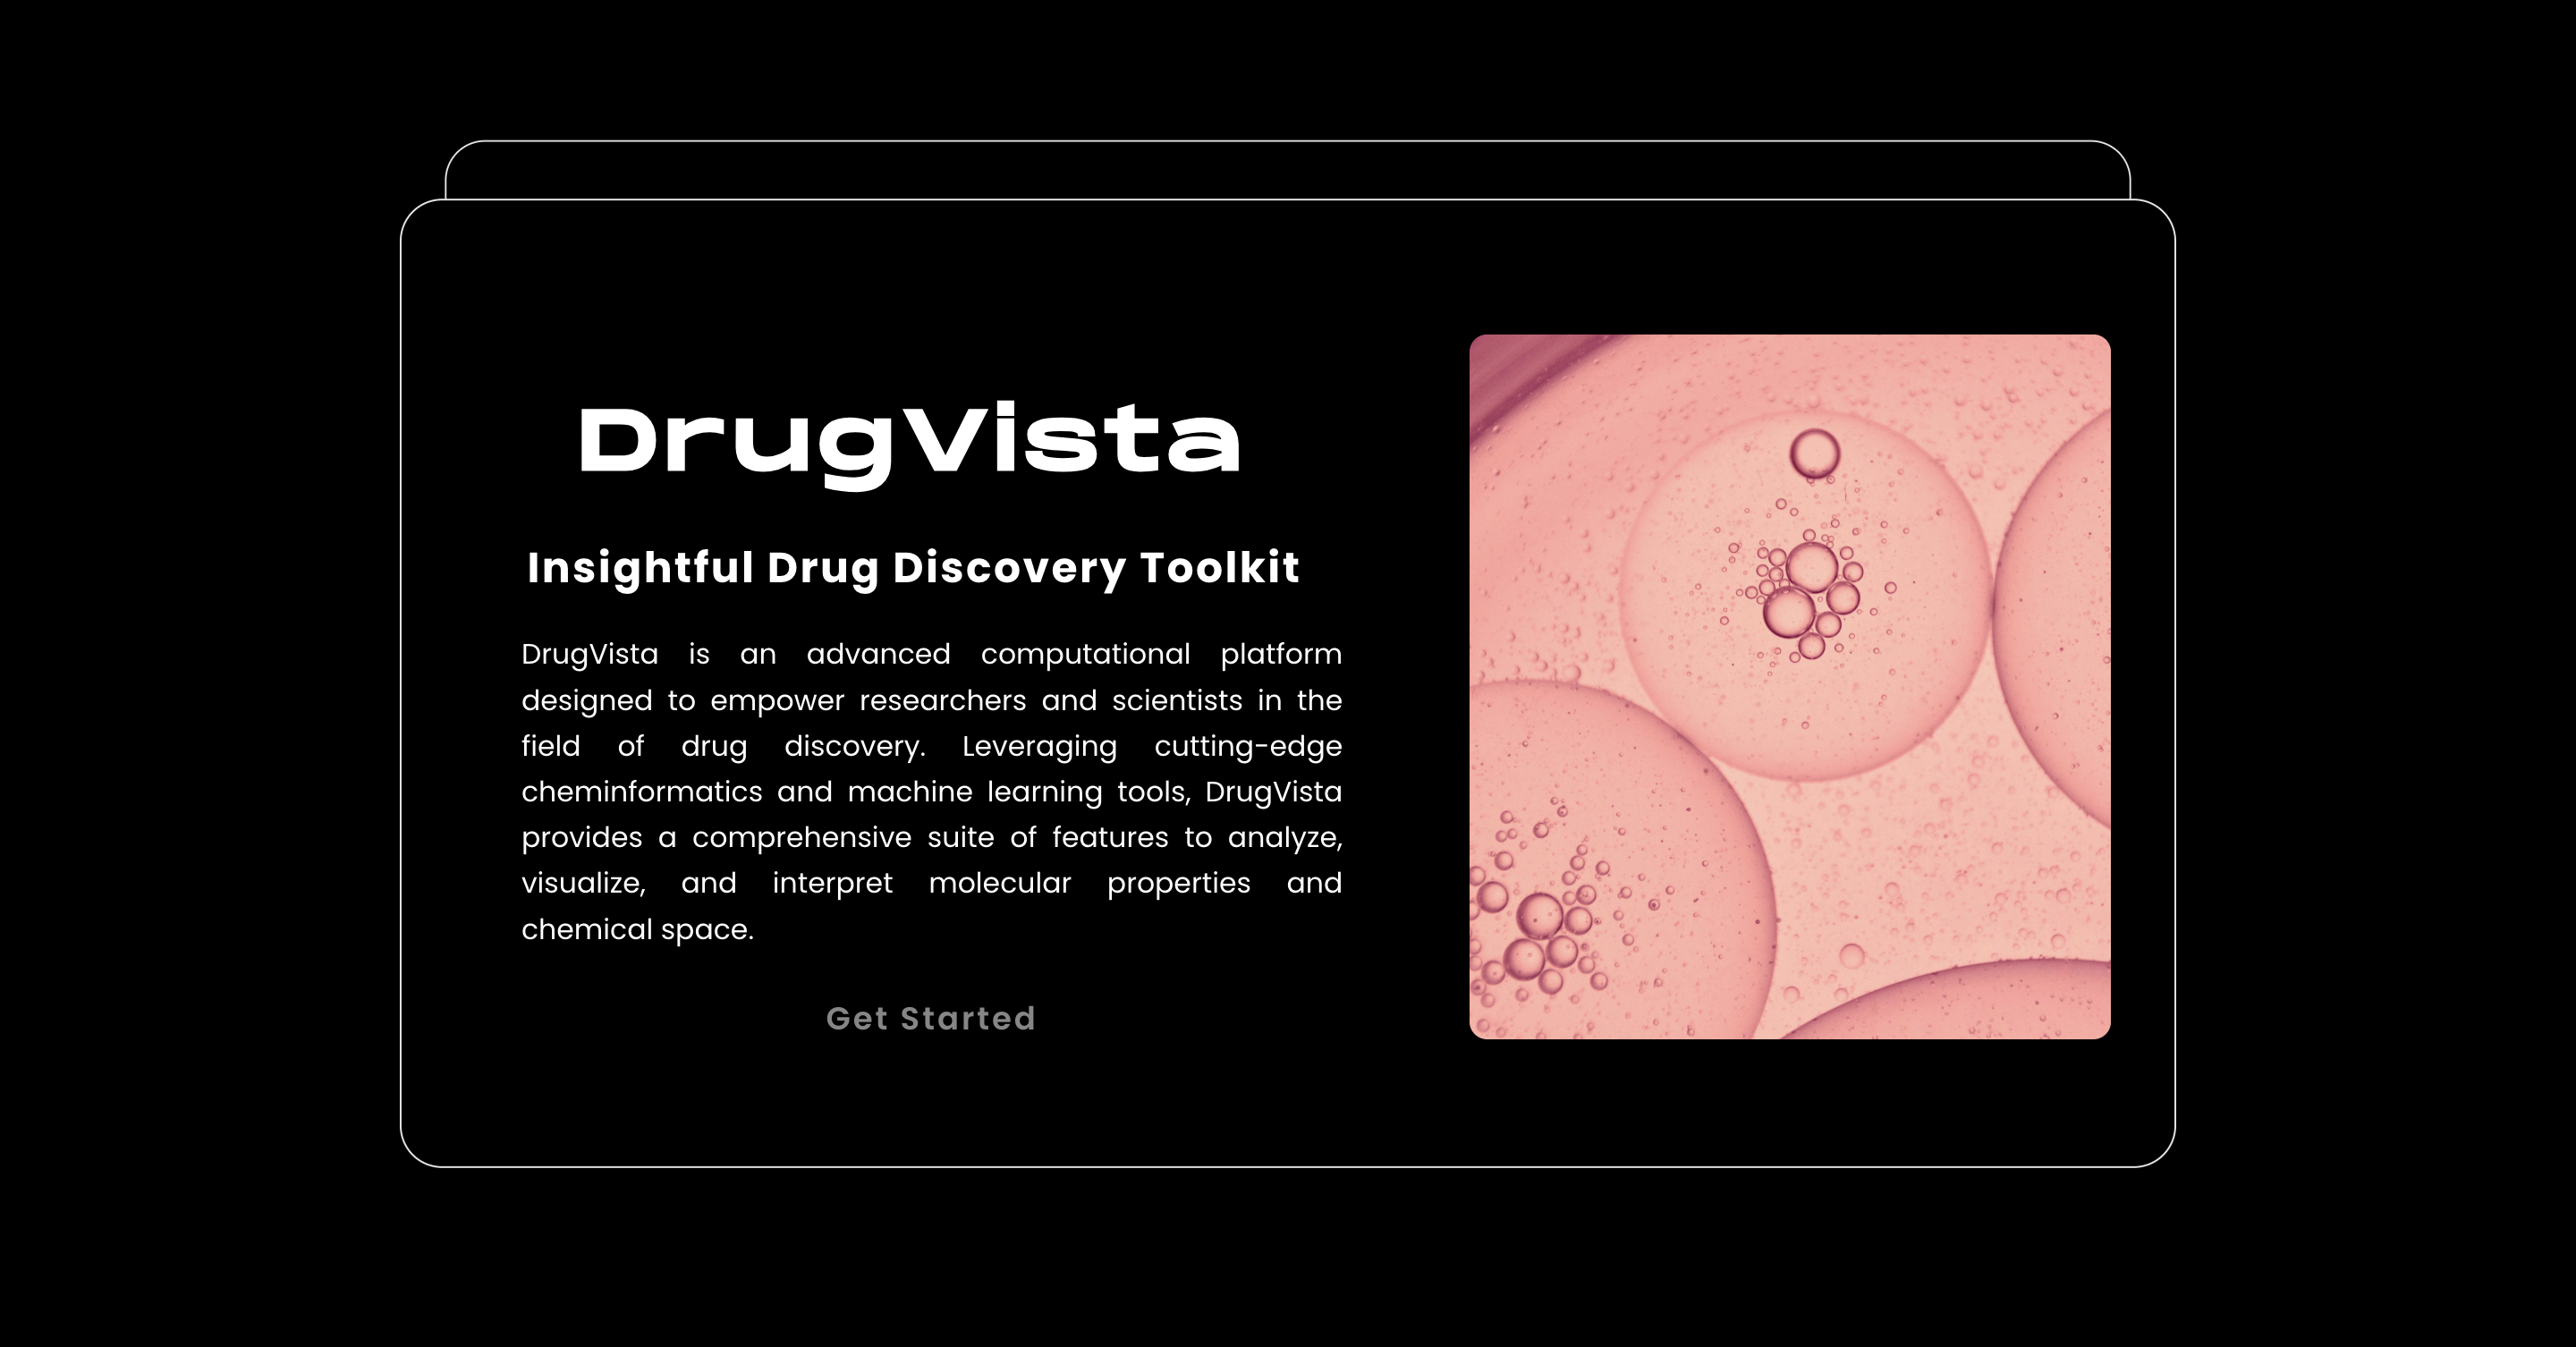 DrugVista
Insightful Drug Discovery Toolkit
DrugVista is an advanced computational platform
designed to empower researchers and scientists in the
field of drug discovery. Leveraging cutting-edge
cheminformatics and machine learning tools, DrugVista
provides a comprehensive suite of features to analyze,
visualize, and interpret molecular properties and
chemical space.
Get Started